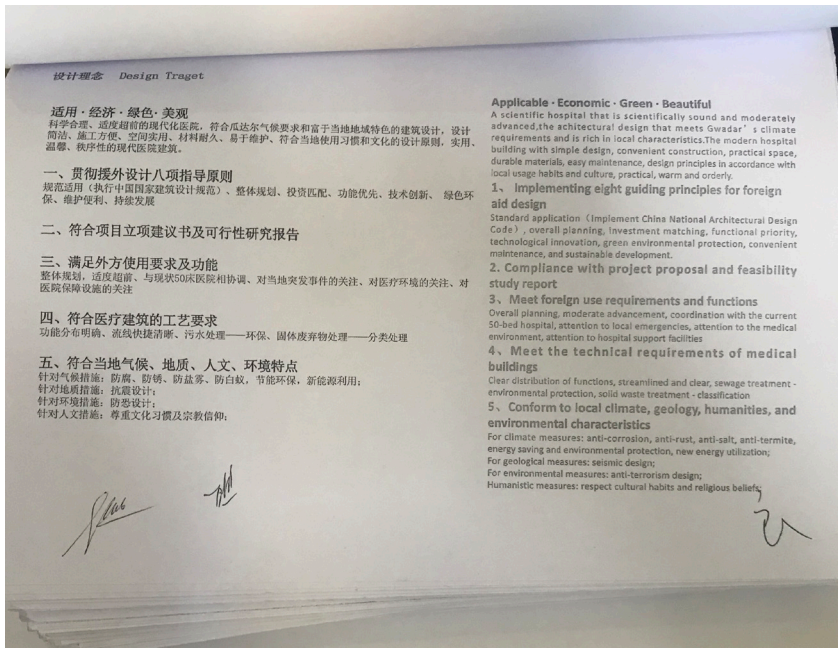 设计理念 Design Traget
适用·经济·绿色·美观
科学合理、适度超前的现代化医院，符合瓜达尔气候要求和富于当地地域特色的建筑设计，设计
简洁、施工方便、空间实用、材料耐久、易于维护、符合当地使用习惯和文化的设计原则，实用、
温馨、秩序性的现代医院建筑。
一、贯彻援外设计八项指导原则
规范适用（执行中国国家建筑设计规范）、整体规划、投资匹配、功能优先、技术创新、 绿色环
保、维护便利、持续发展
二、符合项目立项建议书及可行性研究报告
三、满足外方使用要求及功能
整体规划，适度超前、与现状50床医院相协调、对当地突发事件的关注、对医疗环境的关注、对
医院保障设施的关注
四、符合医疗建筑的工艺要求
功能分布明确、流线快捷清晰、污水处理——环保、固体废弃物处理——分类处理
五、符合当地气候、地质、人文、环境特点
针对气候措施：防腐、防锈、防盐雾、防白蚁，节能环保，新能源利用；
针对地质措施：抗震设计；
针对环境措施：防恐设计；
针对人文措施：尊重文化习惯及宗教信仰；
Applicable · Economic · Green · Beautiful
A scientific hospital that is scientifically sound and moderately
advanced,the achitectural design that meets Gwadar's climate
requirements and is rich in local characteristics.The modern hospital
building with simple design, convenient construction, practical space,
durable materials, easy maintenance, design principles in accordance with
local usage habits and culture, practical, warm and orderly.
1、 Implementing eight guiding principles for foreign
aid design
Standard application（Implement China National Architectural Design
Code）, overall planning, investment matching, functional priority,
technological innovation, green environmental protection, convenient
maintenance, and sustainable development.
2. Compliance with project proposal and feasibility
study report
3、 Meet foreign use requirements and functions
Overall planning, moderate advancement, coordination with the current
50-bed hospital, attention to local emergencies, attention to the medical
environment, attention to hospital support facilities
4、 Meet the technical requirements of medical
buildings
Clear distribution of functions, streamlined and clear, sewage treatment -
environmental protection, solid waste treatment - classification
5、 Conform to local climate, geology, humanities, and
environmental characteristics
For climate measures: anti-corrosion, anti-rust, anti-salt, anti-termite,
energy saving and environmental protection, new energy utilization;
For geological measures: seismic design;
For environmental measures: anti-terrorism design;
Humanistic measures: respect cultural habits and religious beliefs;